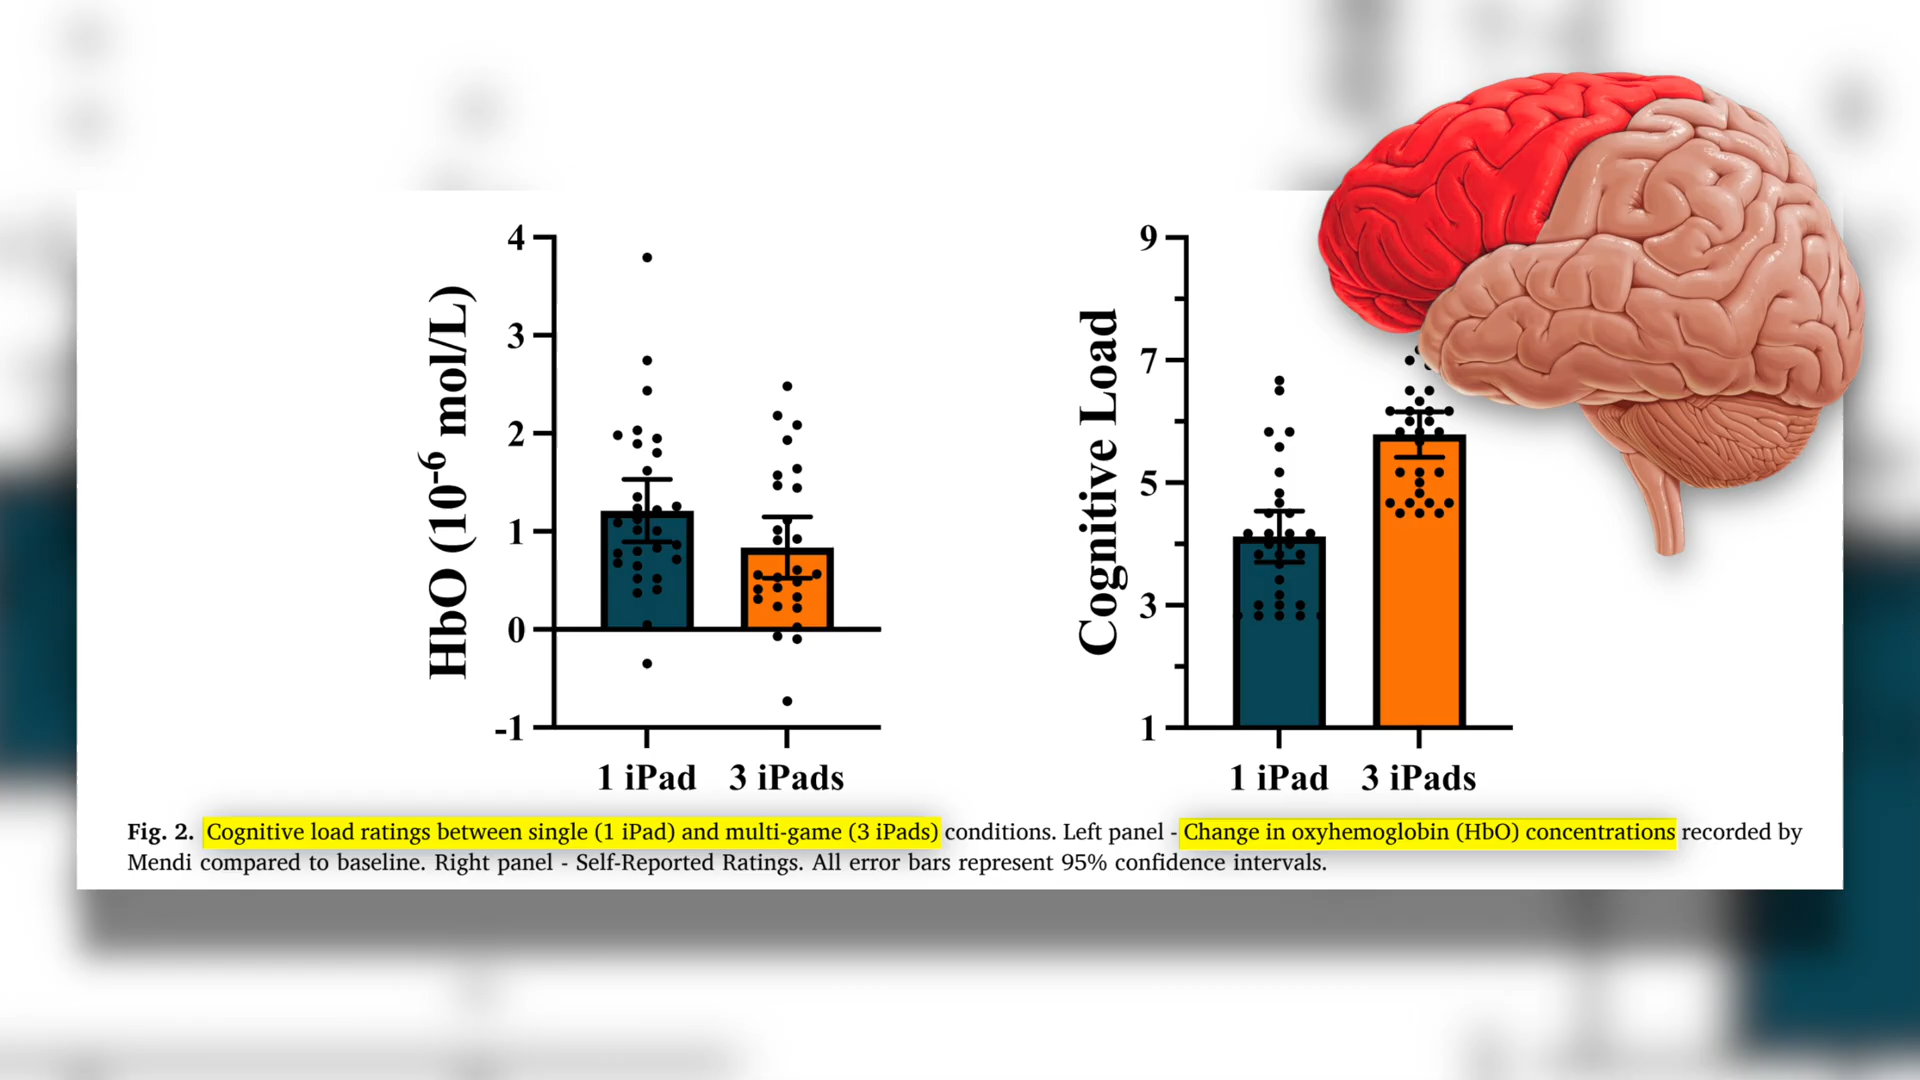 4
3
2
1
0
-1
HbO (10⁻⁶ mol/L)
1 iPad 3 iPads
9
7
5
3
1
Cognitive Load
1 iPad 3 iPads
Fig. 2. Cognitive load ratings between single (1 iPad) and multi-game (3 iPads) conditions. Left panel - Change in oxyhemoglobin (HbO) concentrations recorded by
Mendi compared to baseline. Right panel - Self-Reported Ratings. All error bars represent 95% confidence intervals.